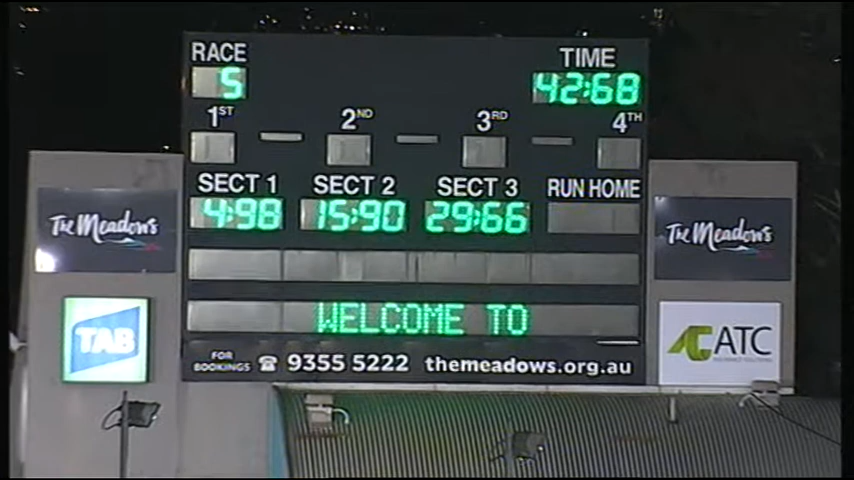 RACE
TIME
5
42:68
1ST
2ND
3RD
4TH
SECT 1
SECT 2
SECT 3
RUN HOME
4:98
15:90
29:66
THE MEADOWS
THE MEADOWS
WELCOME TO
TAB
ATC
FOR BOOKINGS ☎ 9355 5222 themeadows.org.au